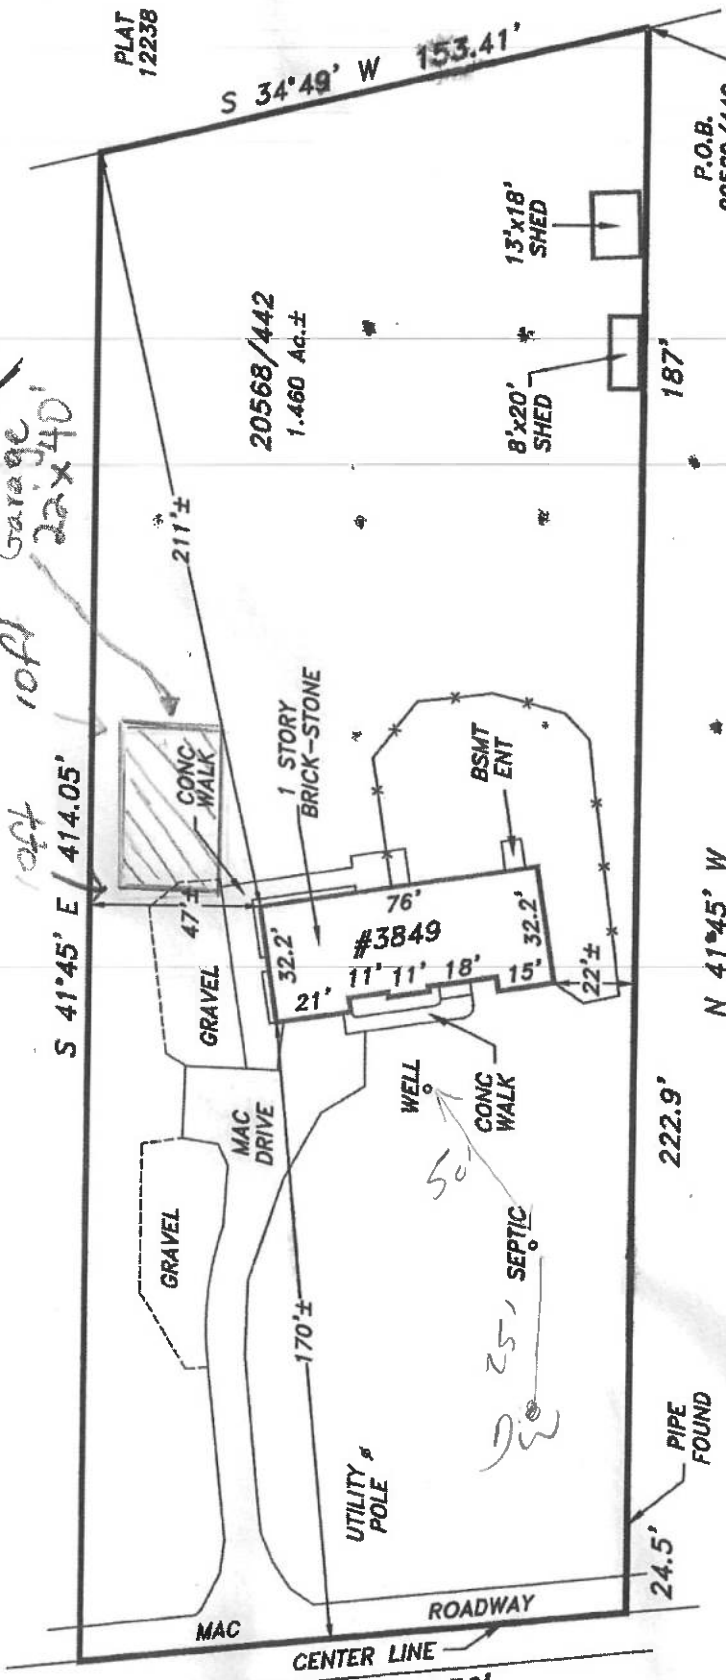 PLAT
12238
S 34°49' W 153.41'
P.O.B.
13'x18'
SHED
20568/442
1.460 Ac.±
8'x20'
SHED
187'
Garage
22x40'
10ft
10ft
211'±
S 41°45' E 414.05'
CONC
WALK
1 STORY
BRICK-STONE
BSMT
ENT
47'±
76'
#3849
32.2'
32.2'
21'
11'
11'
18'
15'
22'±
N 41°45' W
GRAVEL
MAC
DRIVE
WELL
CONC
WALK
50'
222.9'
GRAVEL
SEPTIC
25'
DW
170'±
UTILITY
POLE
PIPE
FOUND
24.5'
MAC
ROADWAY
CENTER LINE